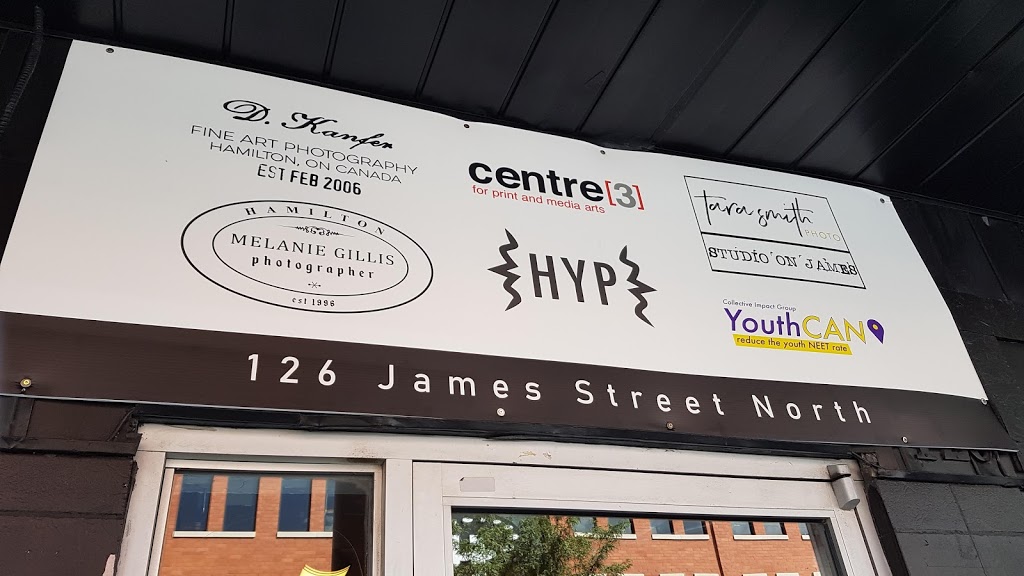 D. Kanfer
FINE ART PHOTOGRAPHY
HAMILTON, ON CANADA
EST FEB 2006
HAMILTON
MELANIE GILLIS
photographer
est 1996
centre[3]
for print and media arts
HYP
tara smith
PHOTO
STUDIO ON JAMES
Collective Impact Group
YouthCAN
reduce the youth NEET rate
126 James Street North